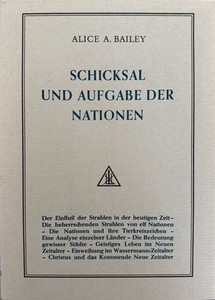 ALICE A. BAILEY
SCHICKSAL
UND AUFGABE DER
NATIONEN
Der Einfluß der Strahlen in der heutigen Zeit –
Die beherrschenden Strahlen von elf Nationen
– Die Nationen und ihre Tierkreiszeichen –
Eine Analyse einzelner Länder – Die Bedeutung
gewisser Städte – Geistiges Leben im Neuen
Zeitalter – Einweihung im Wassermann-Zeitalter
– Christus und das Kommende Neue Zeitalter